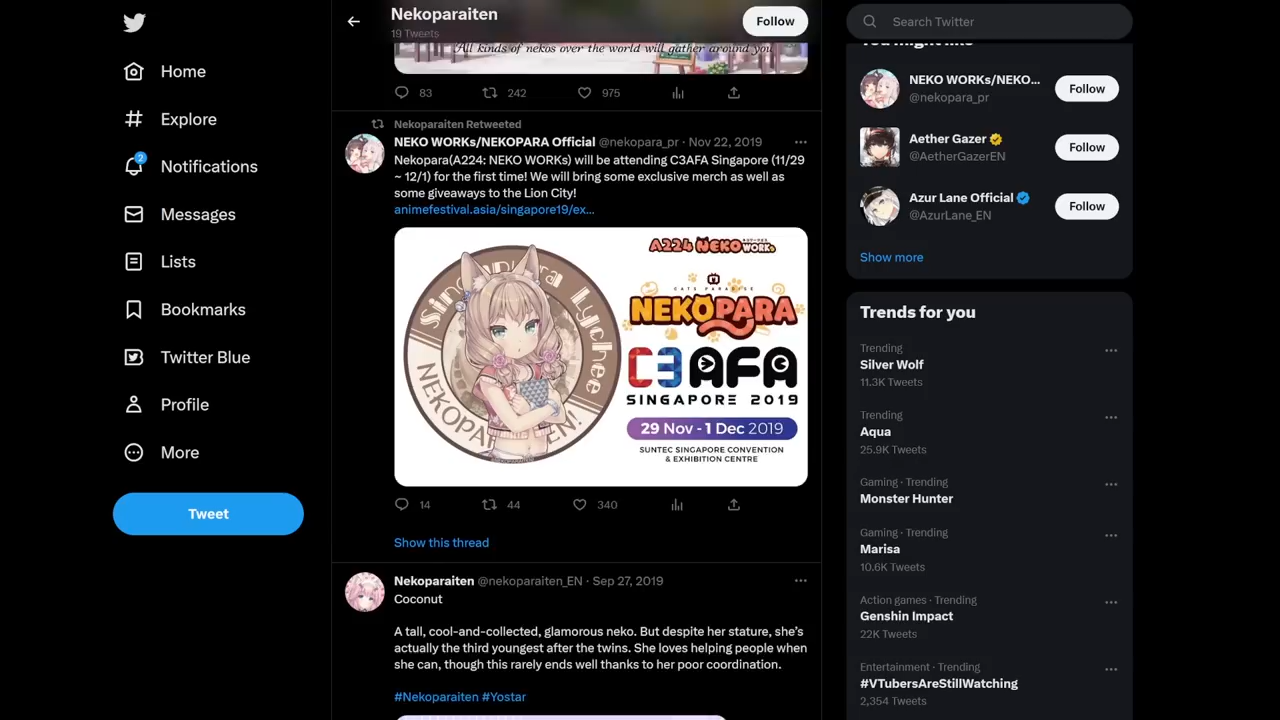 Home
Explore
2
Notifications
Messages
Lists
Bookmarks
Twitter Blue
Profile
More
Tweet
Nekoparaiten
19 Tweets
Follow
All kinds of nekos over the world will gather around you
83
242
975
Nekoparaiten Retweeted
NEKO WORKs/NEKOPARA Official @nekopara_pr · Nov 22, 2019
Nekopara(A224: NEKO WORKs) will be attending C3AFA Singapore (11/29
~ 12/1) for the first time! We will bring some exclusive merch as well as
some giveaways to the Lion City!
animefestival.asia/singapore19/ex...
A224 NEKO WORKs
CATS PARADISE
NEKOPARA
C3 AFA
SINGAPORE 2019
29 Nov - 1 Dec 2019
SUNTEC SINGAPORE CONVENTION
& EXHIBITION CENTRE
14
44
340
Show this thread
Nekoparaiten @nekoparaiten_EN · Sep 27, 2019
Coconut
A tall, cool-and-collected, glamorous neko. But despite her stature, she's
actually the third youngest after the twins. She loves helping people when
she can, though this rarely ends well thanks to her poor coordination.
#Nekoparaiten #Yostar
Search Twitter
You might like
NEKO WORKs/NEKO...
@nekopara_pr
Follow
Aether Gazer
@AetherGazerEN
Follow
Azur Lane Official
@AzurLane_EN
Follow
Show more
Trends for you
Trending
Silver Wolf
11.3K Tweets
Trending
Aqua
25.9K Tweets
Gaming · Trending
Monster Hunter
Gaming · Trending
Marisa
10.6K Tweets
Action games · Trending
Genshin Impact
22K Tweets
Entertainment · Trending
#VTubersAreStillWatching
2,354 Tweets